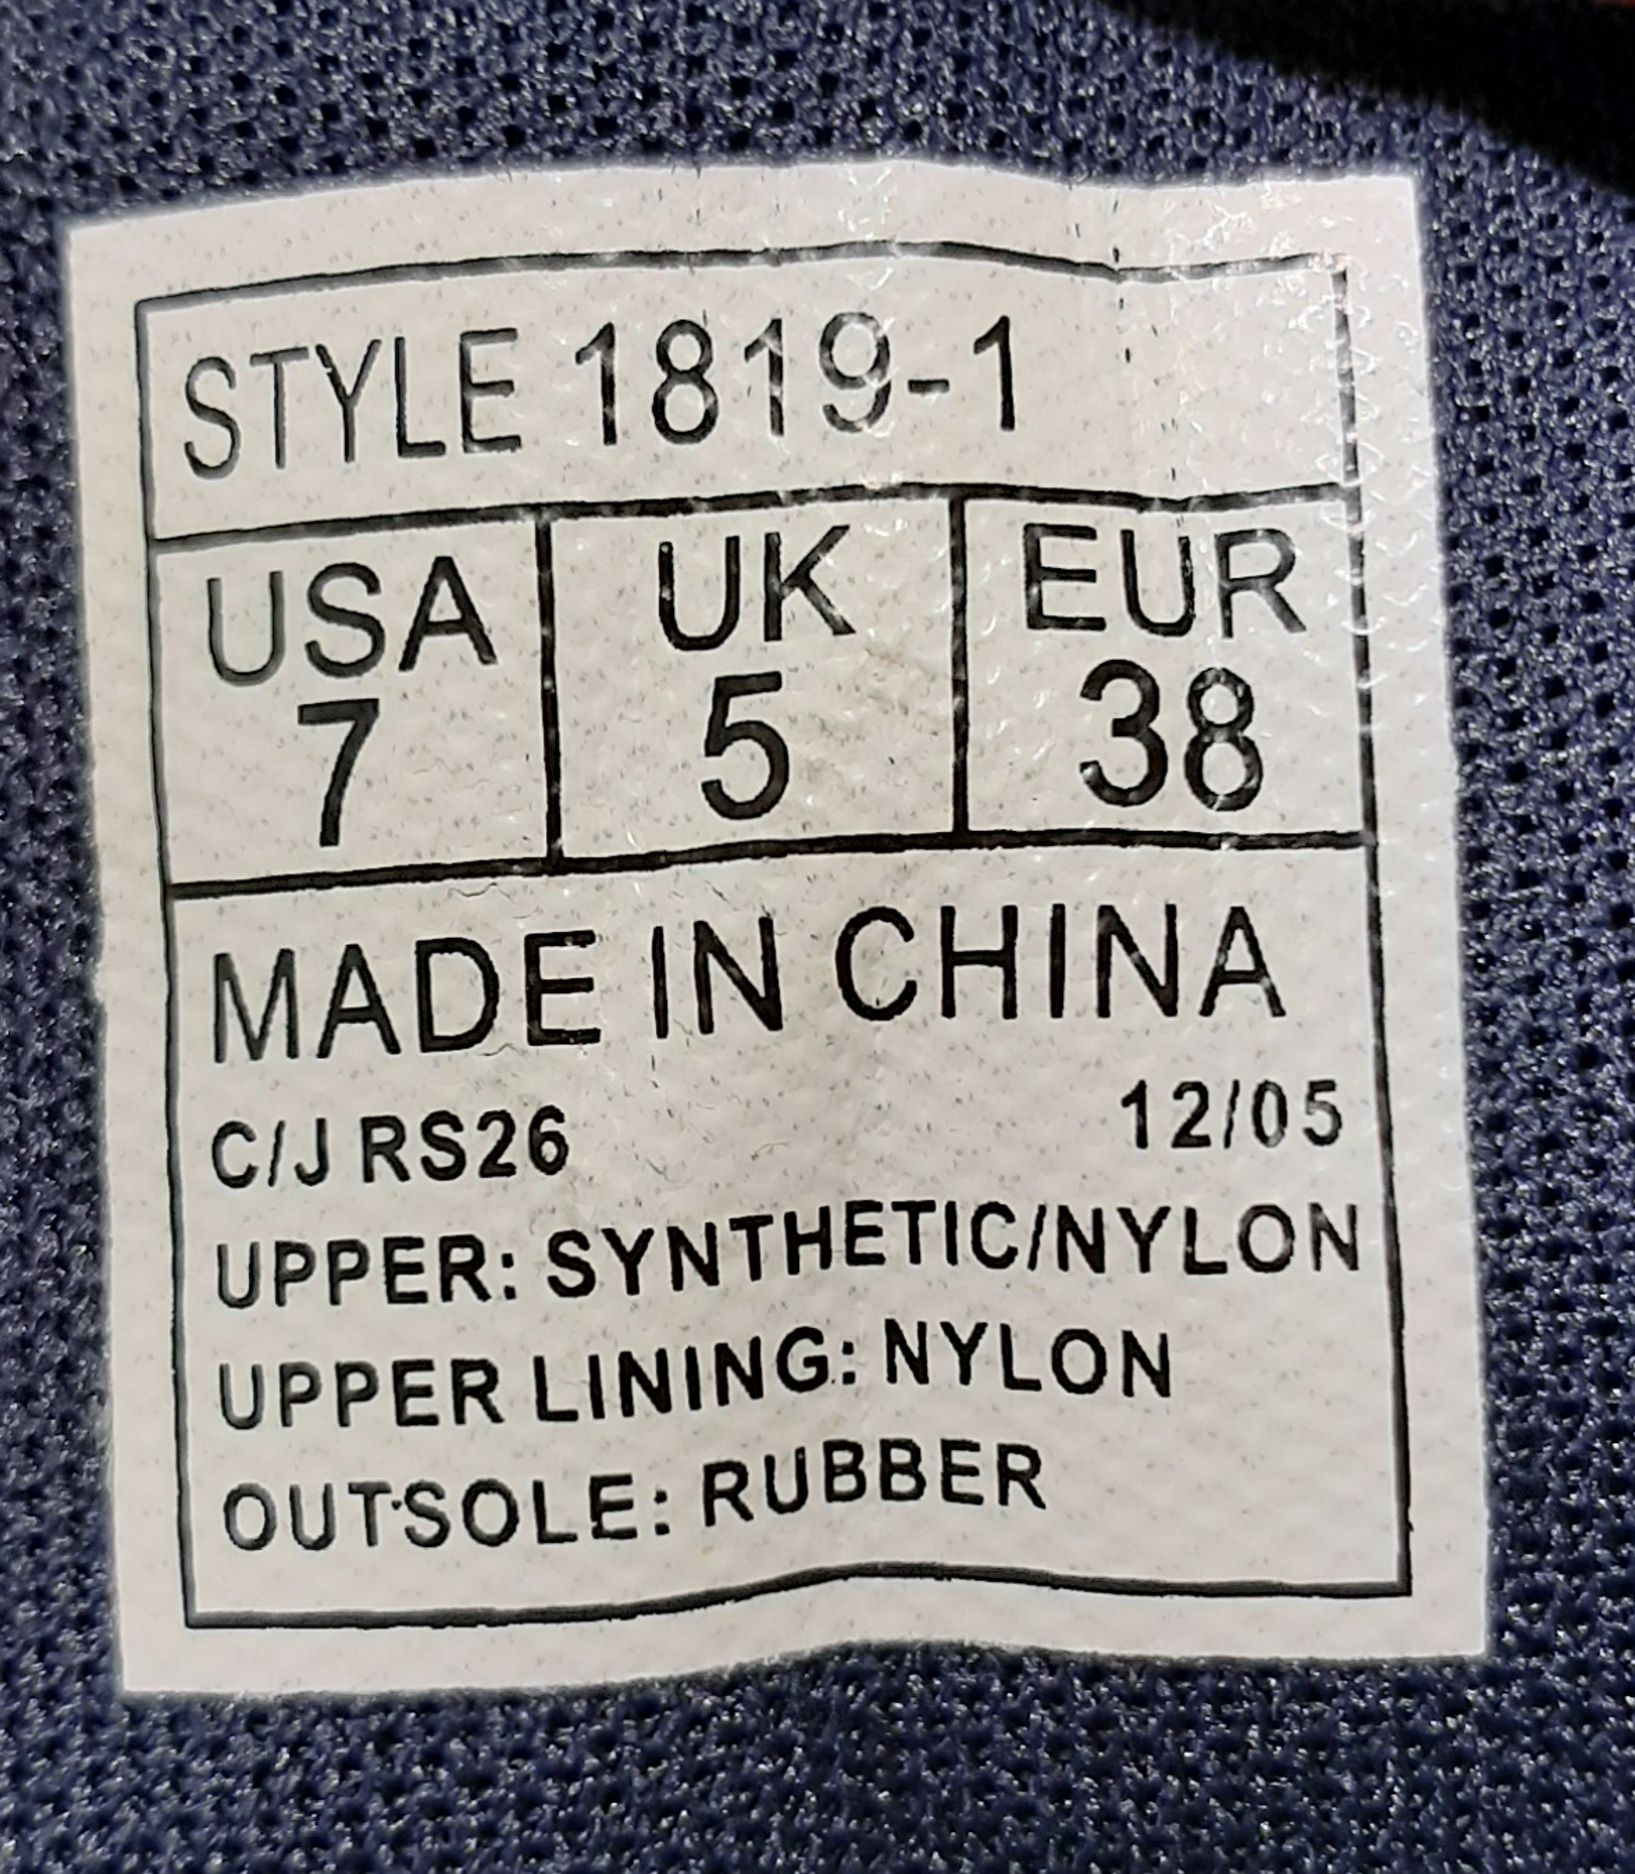 STYLE 1819-1
USA UK EUR
7 5 38
MADE IN CHINA
C/J RS26 12/05
UPPER: SYNTHETIC/NYLON
UPPER LINING: NYLON
OUTSOLE: RUBBER